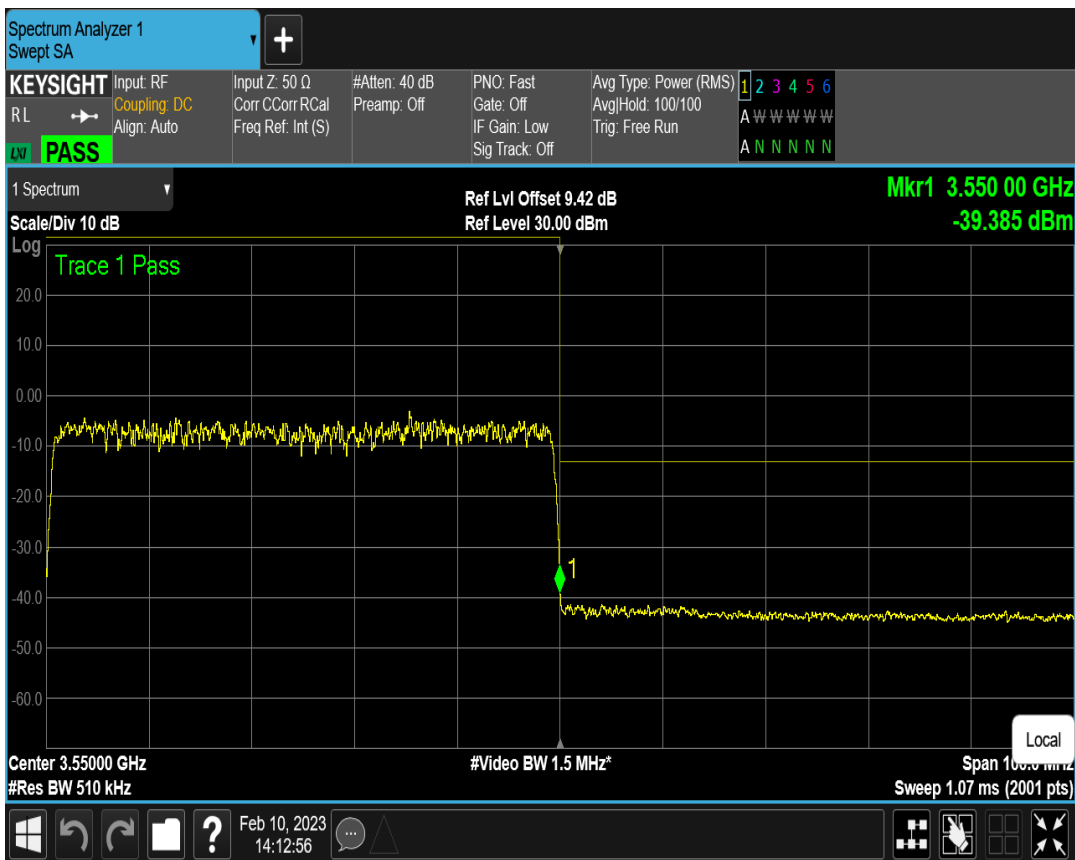 Spectrum Analyzer 1
Swept SA
+
KEYSIGHT
RL
LXI PASS
Input: RF
Coupling: DC
Align: Auto
Input Z: 50 Ω
Corr CCorr RCal
Freq Ref: Int (S)
#Atten: 40 dB
Preamp: Off
PNO: Fast
Gate: Off
IF Gain: Low
Sig Track: Off
Avg Type: Power (RMS)
Avg|Hold: 100/100
Trig: Free Run
1 2 3 4 5 6
A W W W W W
A N N N N N
1 Spectrum
Scale/Div 10 dB
Ref Lvl Offset 9.42 dB
Ref Level 30.00 dBm
Mkr1 3.550 00 GHz
-39.385 dBm
Log
Trace 1 Pass
20.0
10.0
0.00
-10.0
-20.0
-30.0
1
-40.0
-50.0
-60.0
Local
Center 3.55000 GHz
#Video BW 1.5 MHz*
Span
#Res BW 510 kHz
Sweep 1.07 ms (2001 pts)
?
Feb 10, 2023
14:12:56